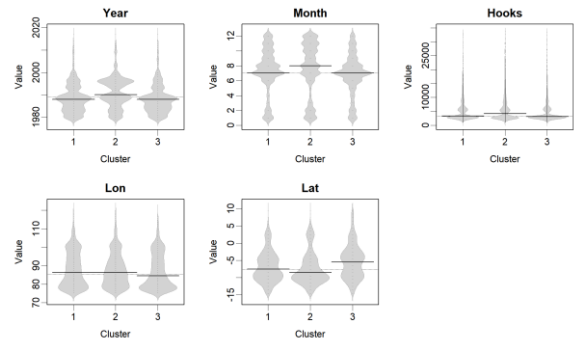 Year
Value
1980 2000 2020
1 2 3
Cluster
Month
Value
0 2 4 6 8 12
1 2 3
Cluster
Hooks
Value
0 10000 25000
1 2 3
Cluster
Lon
Value
70 80 90 110
1 2 3
Cluster
Lat
Value
-15 -5 0 5 10
1 2 3
Cluster